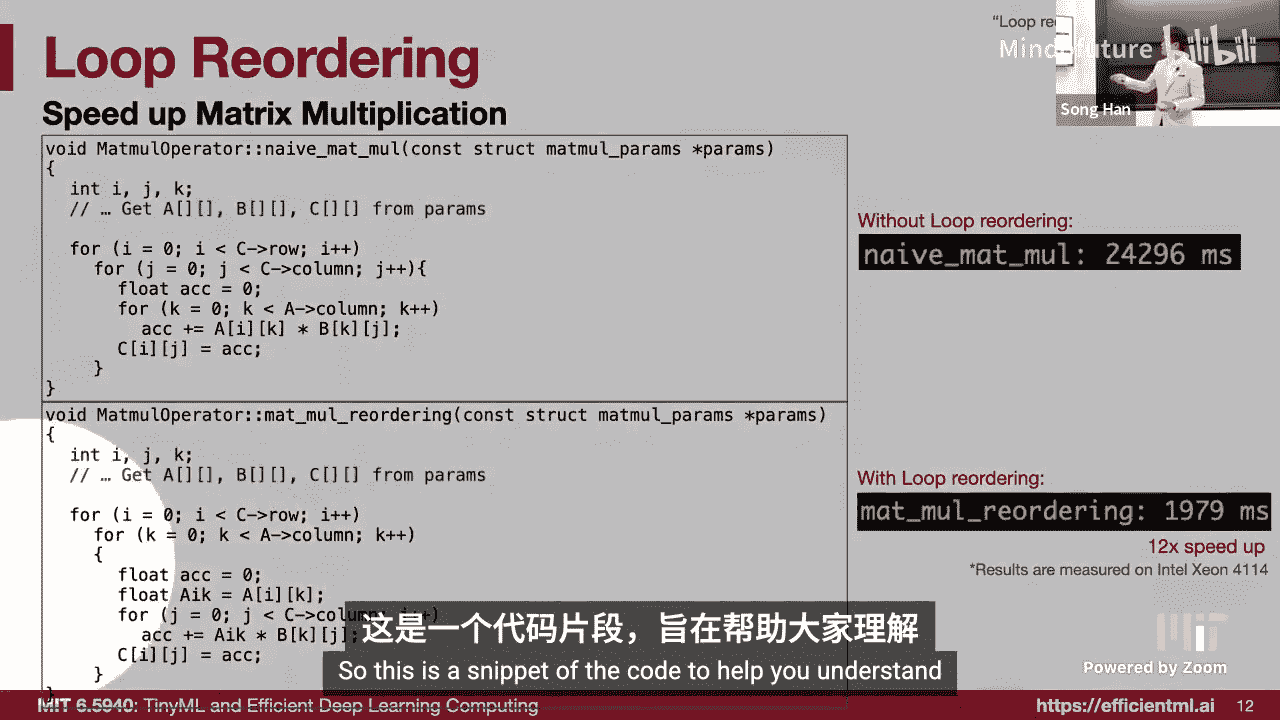 “Loop re
Loop Reordering
Mind future bilibili
Song Han
Speed up Matrix Multiplication
void MatmulOperator::naive_mat_mul(const struct matmul_params *params)
{
int i, j, k;
// … Get A[][], B[][], C[][] from params
for (i = 0; i < C->row; i++)
for (j = 0; j < C->column; j++){
float acc = 0;
for (k = 0; k < A->column; k++)
acc += A[i][k] * B[k][j];
C[i][j] = acc;
}
}
Without Loop reordering:
naive_mat_mul: 24296 ms
void MatmulOperator::mat_mul_reordering(const struct matmul_params *params)
{
int i, j, k;
// … Get A[][], B[][], C[][] from params
for (i = 0; i < C->row; i++)
for (k = 0; k < A->column; k++)
{
float acc = 0;
float Aik = A[i][k];
for (j = 0; j < C->
acc += Aik * B[k][j];
C[i][j] = acc;
}
}
With Loop reordering:
mat_mul_reordering: 1979 ms
12x speed up
*Results are measured on Intel Xeon 4114
这是一个代码片段，旨在帮助大家理解
So this is a snippet of the code to help you understand
Powered by Zoom
MIT 6.5940: TinyML and Efficient Deep Learning Computing
https://efficientml.ai
12